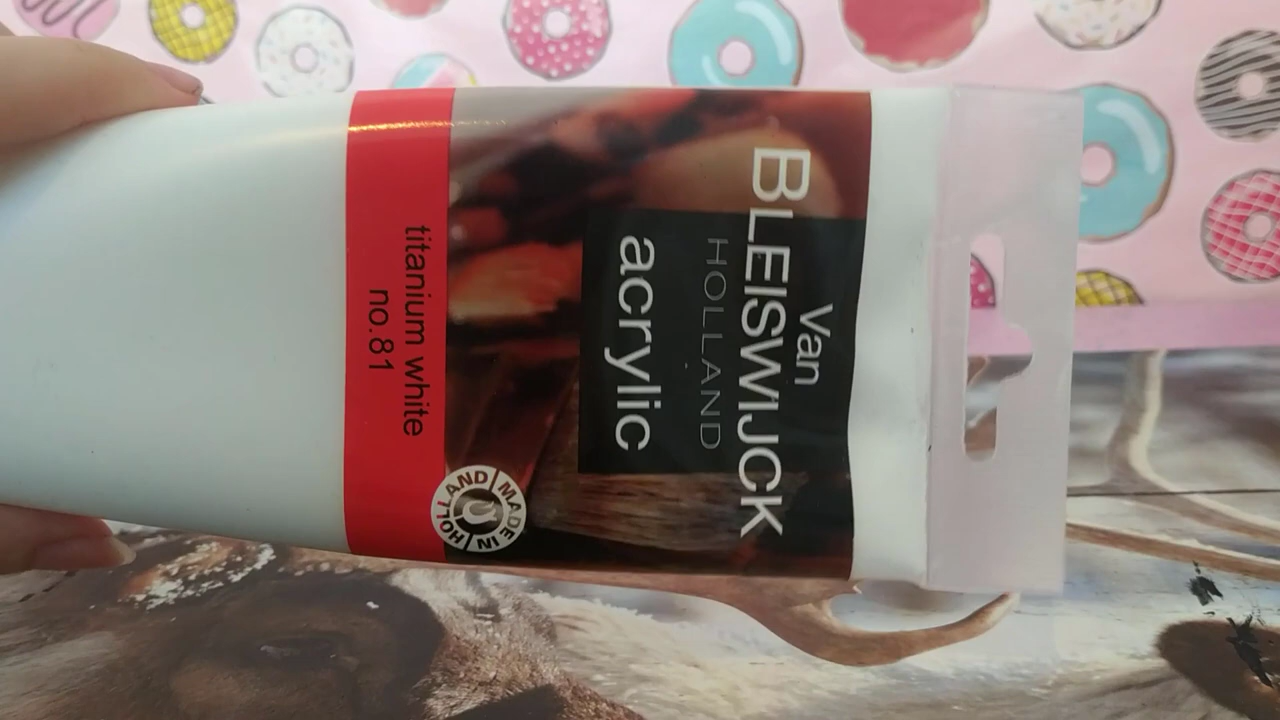 Van
BLEISWIJCK
HOLLAND
acrylic
titanium white
no.81
MADE IN HOLLAND